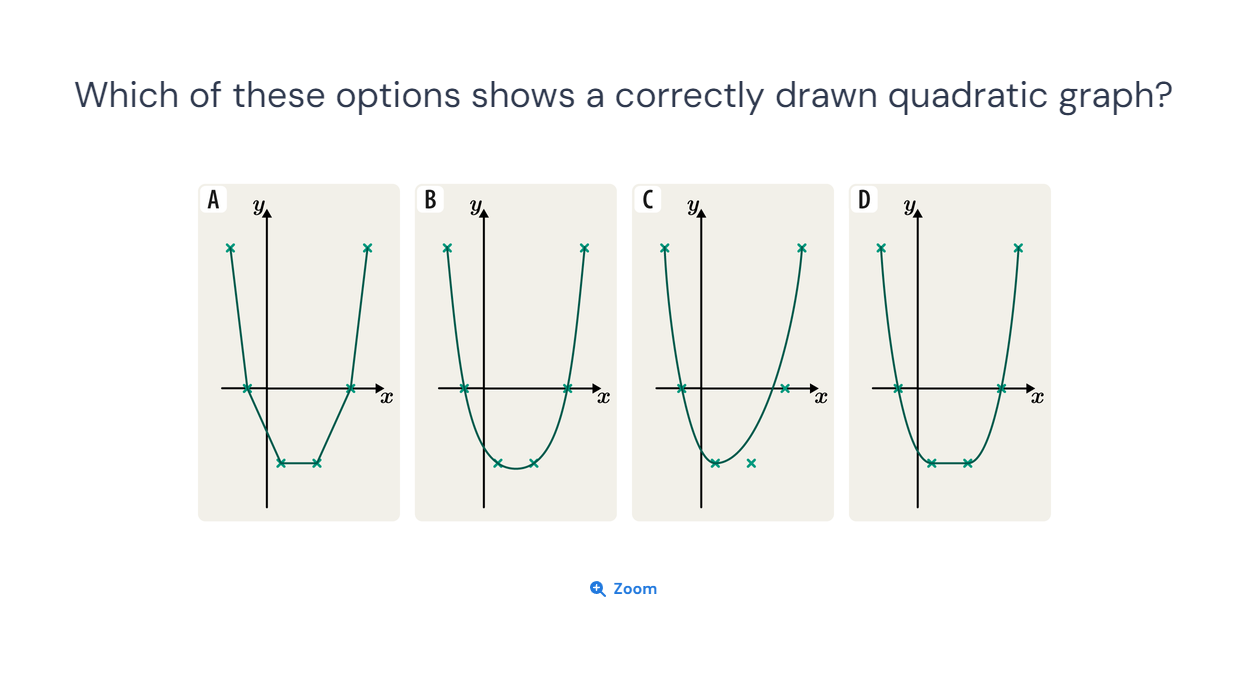 Which of these options shows a correctly drawn quadratic graph?
A
y
x
B
y
x
C
y
x
D
y
x
Zoom